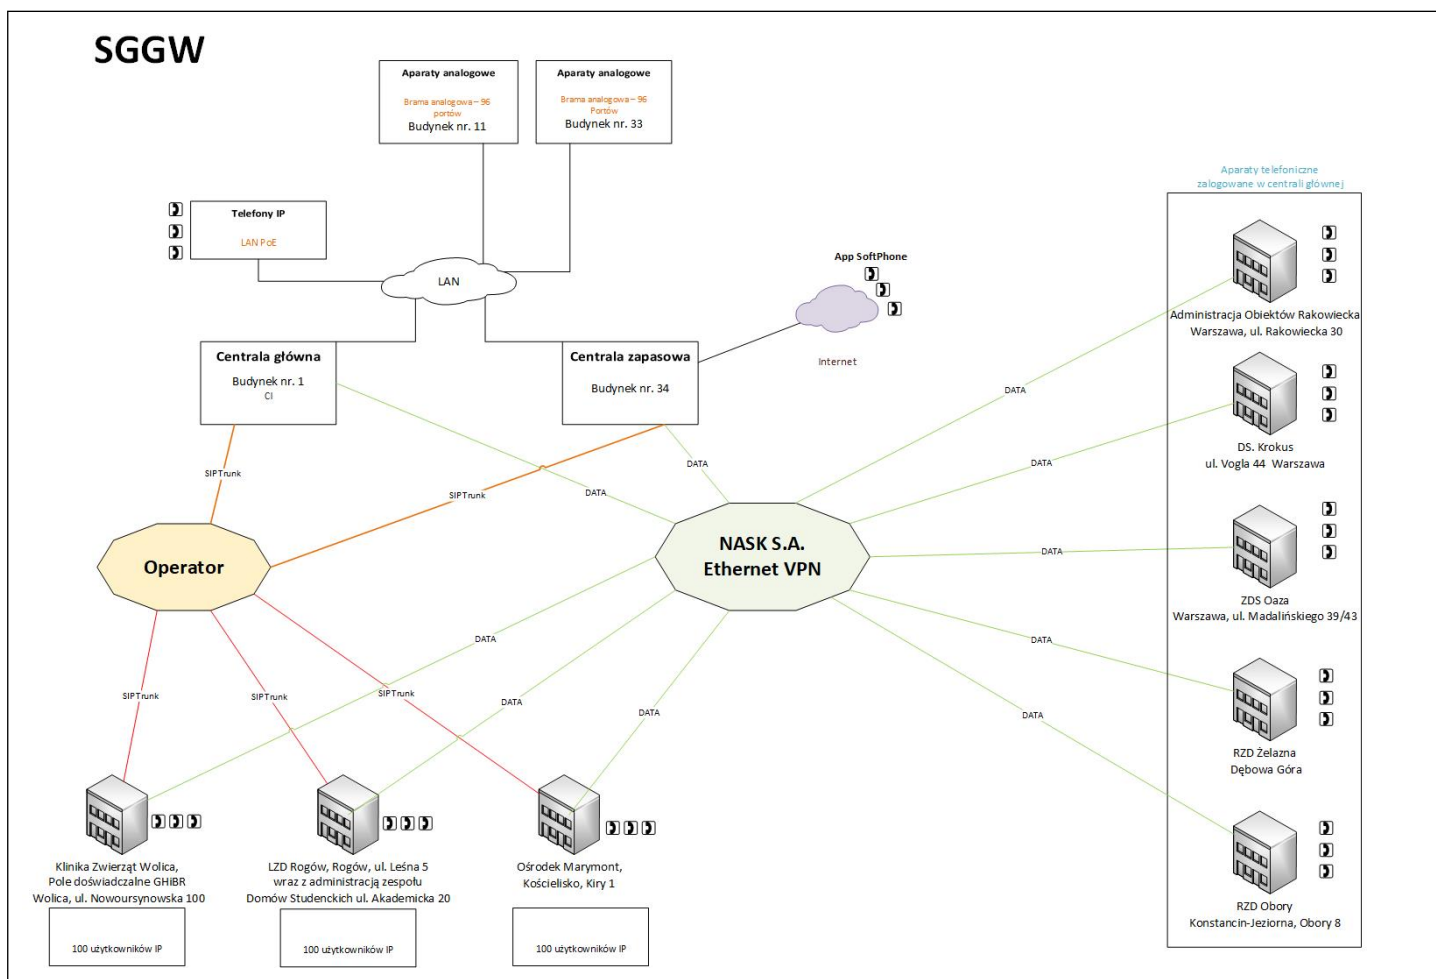 SGGW
Aparaty analogowe
Brama analogowa – 96
portów
Budynek nr. 11
Aparaty analogowe
Brama analogowa – 96
Portów
Budynek nr. 33
Telefony IP
LAN PoE
LAN
App SoftPhone
Internet
Centrala główna
Budynek nr. 1
CI
Centrala zapasowa
Budynek nr. 34
SIPTrunk
SIPTrunk
DATA
DATA
Operator
NASK S.A.
Ethernet VPN
DATA
DATA
DATA
DATA
DATA
SIPTrunk
SIPTrunk
SIPTrunk
DATA
DATA
DATA
Aparaty telefoniczne
zalogowane w centrali głównej
Administracja Obiektów Rakowiecka
Warszawa, ul. Rakowiecka 30
DS. Krokus
ul. Vogla 44 Warszawa
ZDS Oaza
Warszawa, ul. Madalińskiego 39/43
RZD Żelazna
Dębowa Góra
RZD Obory
Konstancin-Jeziorna, Obory 8
Klinika Zwierząt Wolica,
Pole doświadczalne GHiBR
Wolica, ul. Nowoursynowska 100
100 użytkowników IP
LZD Rogów, Rogów, ul. Leśna 5
wraz z administracją zespołu
Domów Studenckich ul. Akademicka 20
100 użytkowników IP
Ośrodek Marymont,
Kościelisko, Kiry 1
100 użytkowników IP